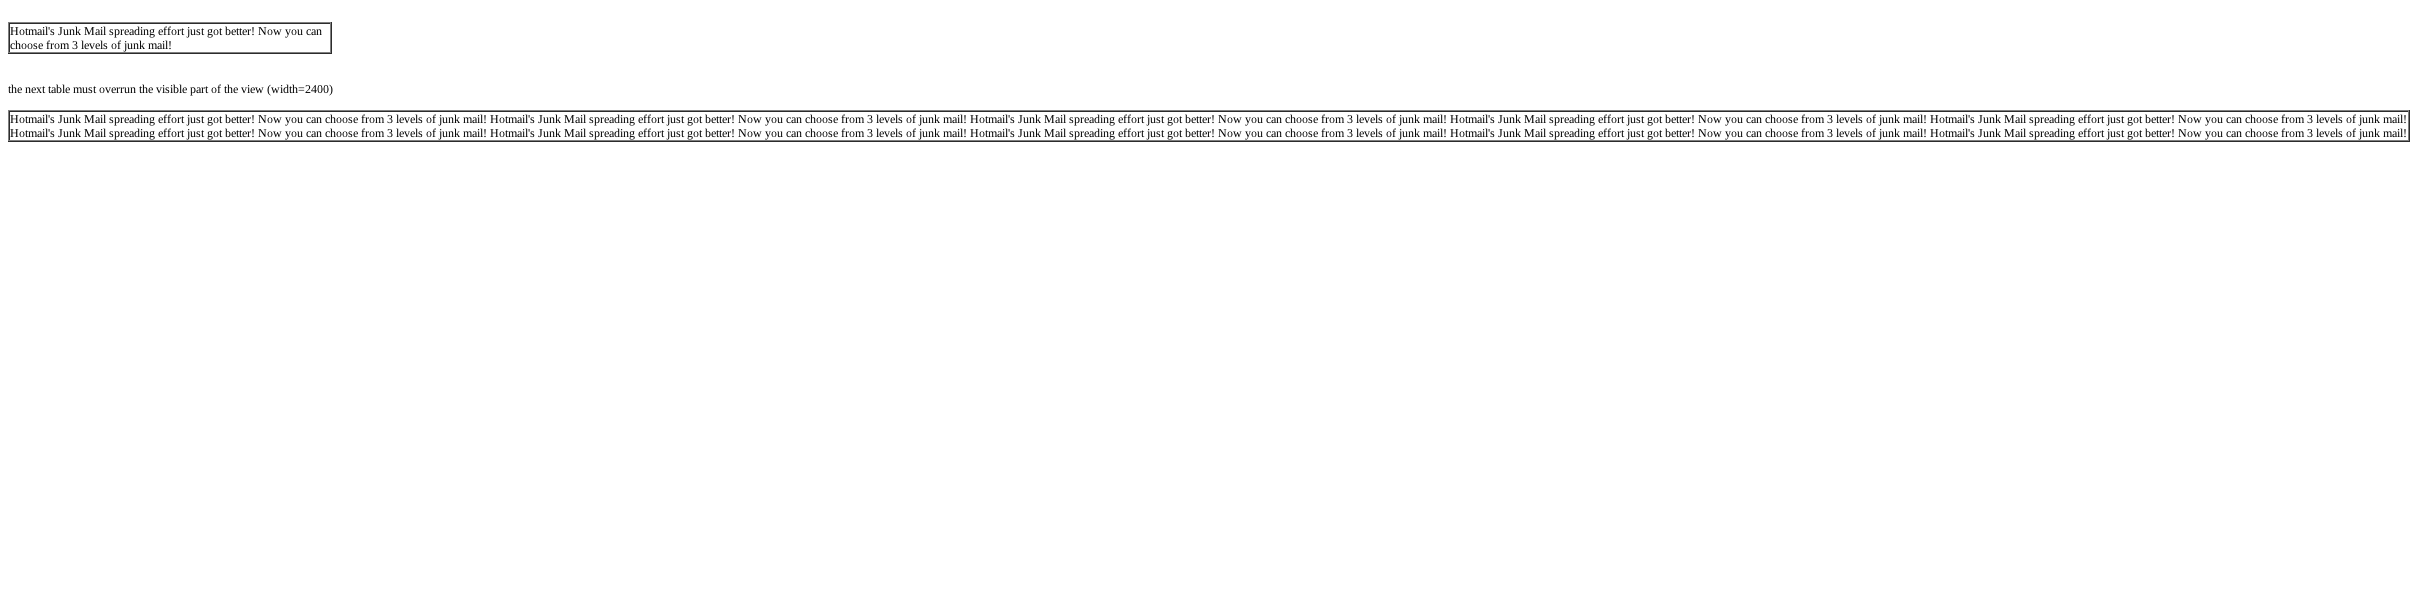 Hotmail's Junk Mail spreading effort just got better! Now you can
choose from 3 levels of junk mail!
the next table must overrun the visible part of the view (width=2400)
Hotmail's Junk Mail spreading effort just got better! Now you can choose from 3 levels of junk mail! Hotmail's Junk Mail spreading effort just got better! Now you can choose from 3 levels of junk mail! Hotmail's Junk Mail spreading effort just got better! Now you can choose from 3 levels of junk mail! Hotmail's Junk Mail spreading effort just got better! Now you can choose from 3 levels of junk mail! Hotmail's Junk Mail spreading effort just got better! Now you can choose from 3 levels of junk mail!
Hotmail's Junk Mail spreading effort just got better! Now you can choose from 3 levels of junk mail! Hotmail's Junk Mail spreading effort just got better! Now you can choose from 3 levels of junk mail! Hotmail's Junk Mail spreading effort just got better! Now you can choose from 3 levels of junk mail! Hotmail's Junk Mail spreading effort just got better! Now you can choose from 3 levels of junk mail! Hotmail's Junk Mail spreading effort just got better! Now you can choose from 3 levels of junk mail!